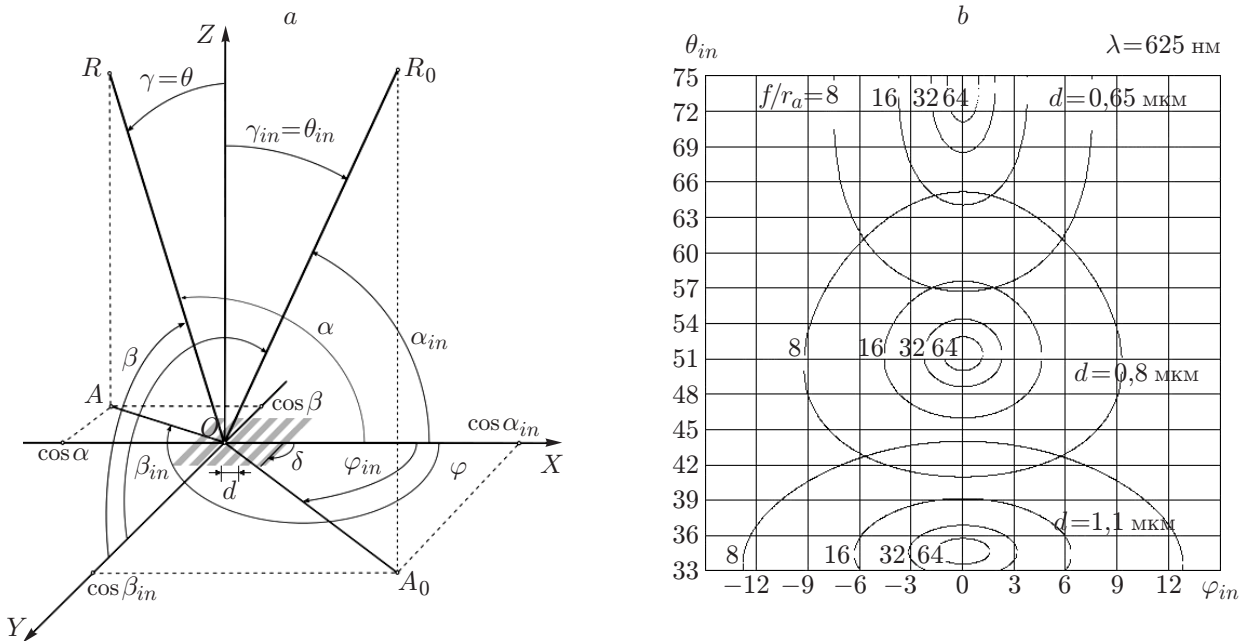 a
Z
R
γ=θ
R₀
γin=θin
α
αin
β
A
cos β
O
cos αin
cos α
X
βin
δ
φin
φ
d
cos βin
A₀
Y
b
θin
λ=625 нм
75
f/ra=8 16 32 64 d=0,65 мкм
72
69
66
63
60
57
54
8 16 32 64
51
d=0,8 мкм
48
45
42
39
d=1,1 мкм
36
8 16 32 64
33
−12 −9 −6 −3 0 3 6 9 12 φin